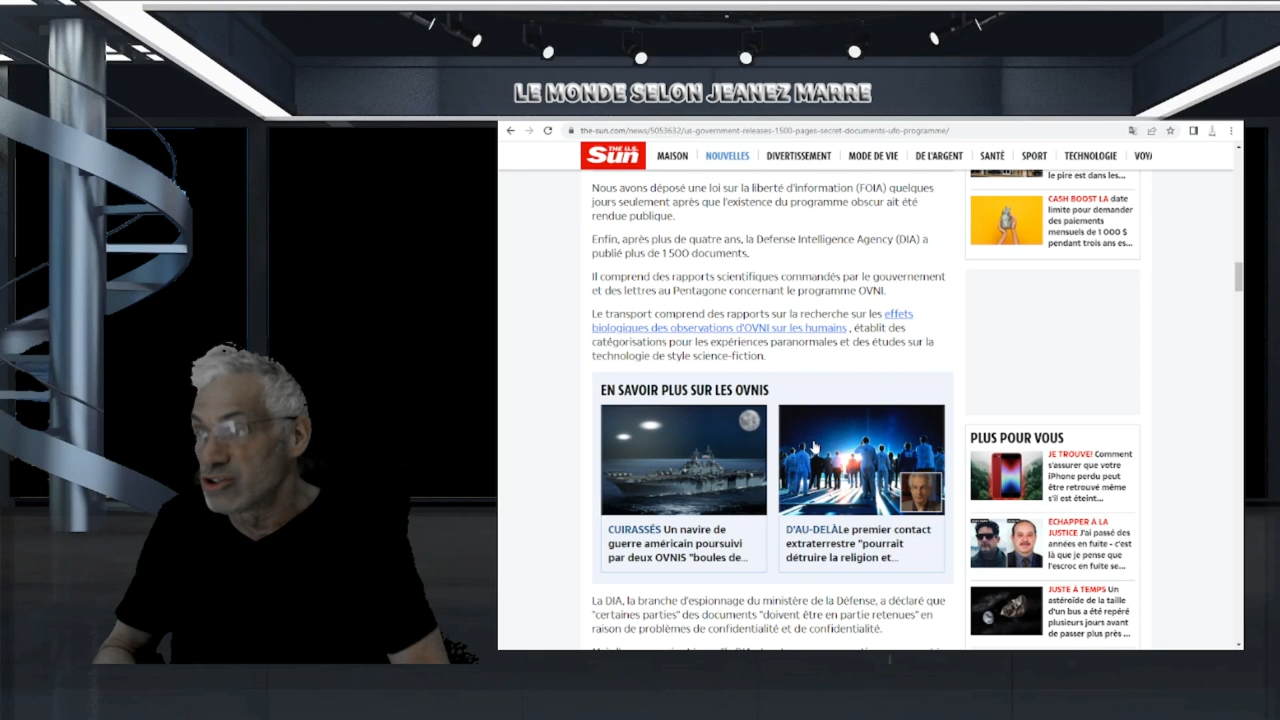 LE MONDE SELON JEANEZ MARRE
the-sun.com/news/5053632/us-government-releases-1500-pages-secret-documents-ufo-programme/
THE U.S. Sun
MAISON NOUVELLES DIVERTISSEMENT MODE DE VIE DE L'ARGENT SANTÉ SPORT TECHNOLOGIE VOYA
Nous avons déposé une loi sur la liberté d'information (FOIA) quelques
jours seulement après que l'existence du programme obscur ait été
rendue publique.
Enfin, après plus de quatre ans, la Defense Intelligence Agency (DIA) a
publié plus de 1 500 documents.
Il comprend des rapports scientifiques commandés par le gouvernement
et des lettres au Pentagone concernant le programme OVNI.
Le transport comprend des rapports sur la recherche sur les effets
biologiques des observations d'OVNI sur les humains , établit des
catégorisations pour les expériences paranormales et des études sur la
technologie de style science-fiction.
EN SAVOIR PLUS SUR LES OVNIS
CUIRASSÉS Un navire de
guerre américain poursuivi
par deux OVNIS "boules de...
D'AU-DELÀLe premier contact
extraterrestre "pourrait
détruire la religion et...
La DIA, la branche d'espionnage du ministère de la Défense, a déclaré que
"certaines parties" des documents "doivent être en partie retenues" en
raison de problèmes de confidentialité et de confidentialité.
le pire est dans les...
CASH BOOST LA date
limite pour demander
des paiements
mensuels de 1 000 $
pendant trois ans es...
PLUS POUR VOUS
JE TROUVE! Comment
s'assurer que votre
iPhone perdu peut
être retrouvé même
s'il est éteint...
ÉCHAPPER À LA
JUSTICE J'ai passé des
années en fuite - c'est
là que je pense que
l'escroc en fuite se...
JUSTE À TEMPS Un
astéroïde de la taille
d'un bus a été repéré
plusieurs jours avant
de passer plus près ...